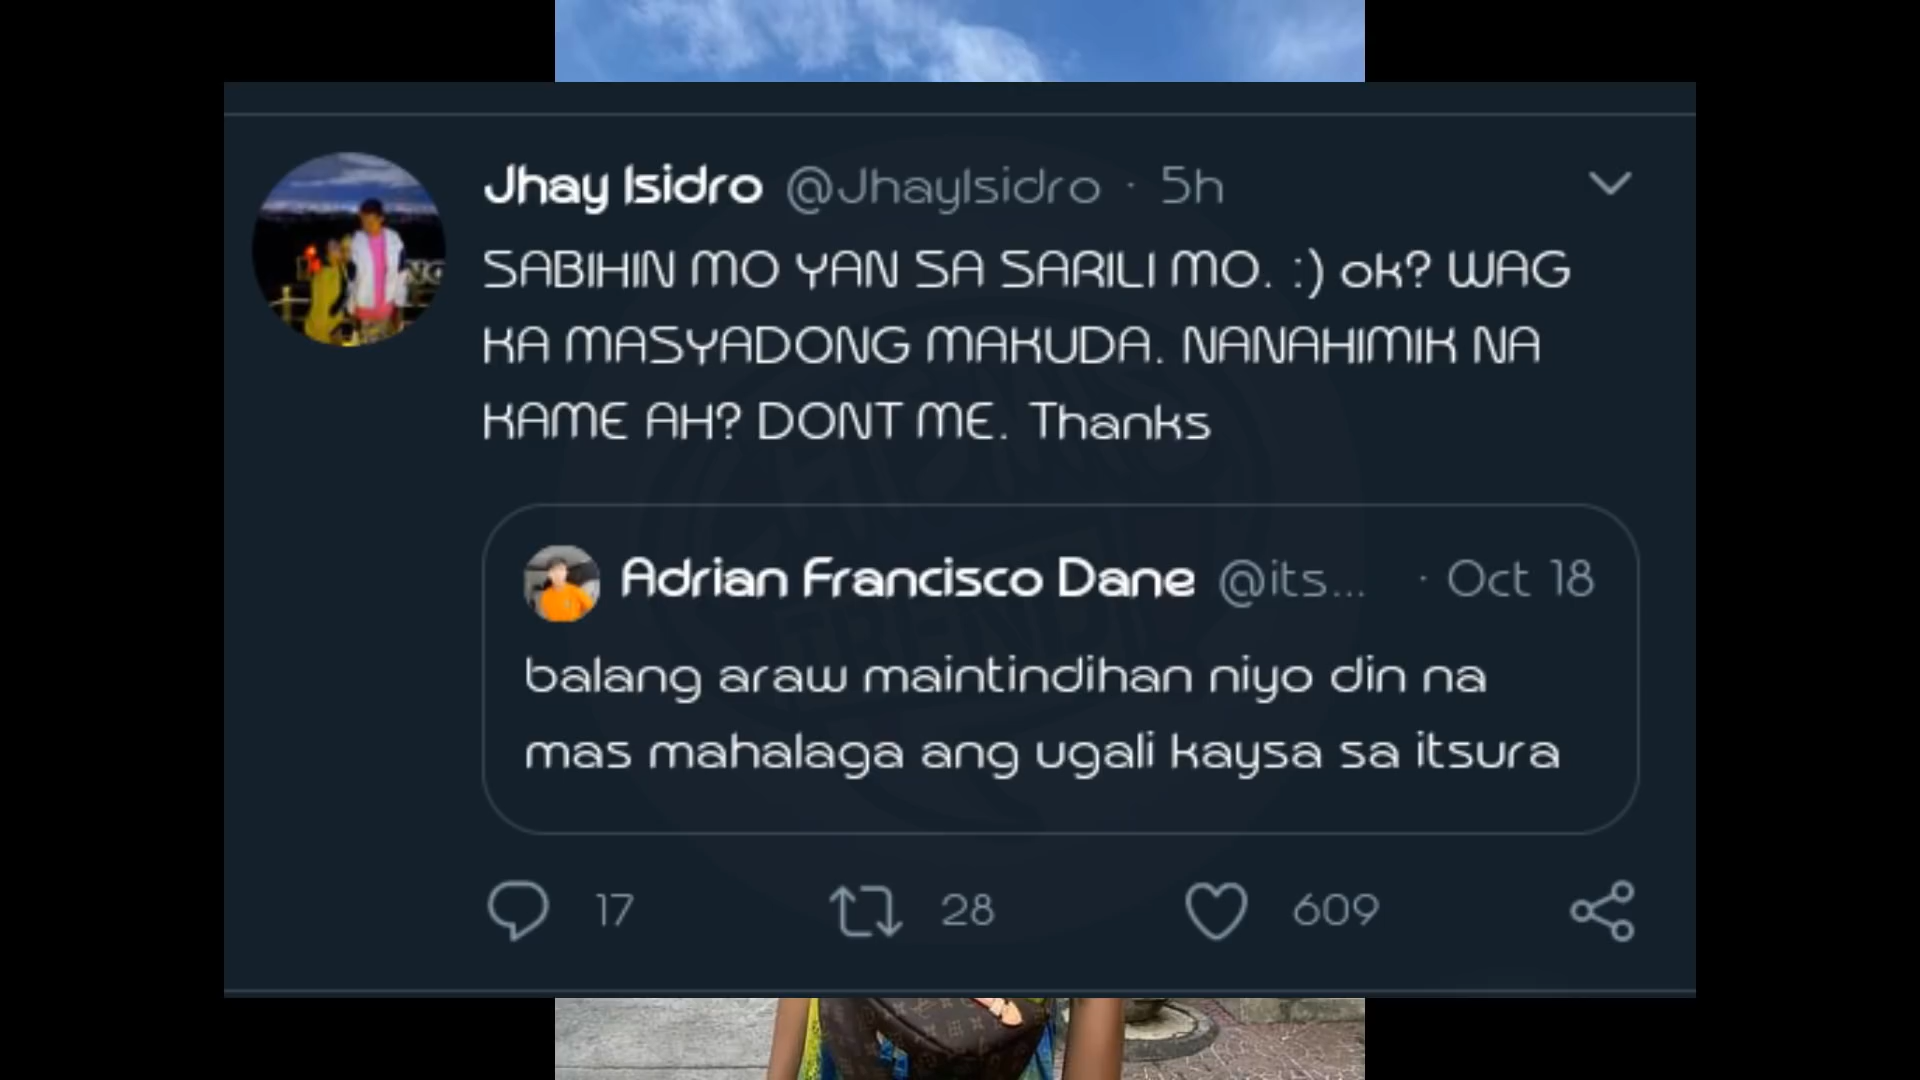 Jhay Isidro @JhayIsidro · 5h
SABIHIN MO YAN SA SARILI MO. :) ok? WAG
KA MASYADONG MAKUDA. NANAHIMIK NA
KAME AH? DONT ME. Thanks
Adrian Francisco Dane @its... · Oct 18
balang araw maintindihan niyo din na
mas mahalaga ang ugali kaysa sa itsura
17 28 609